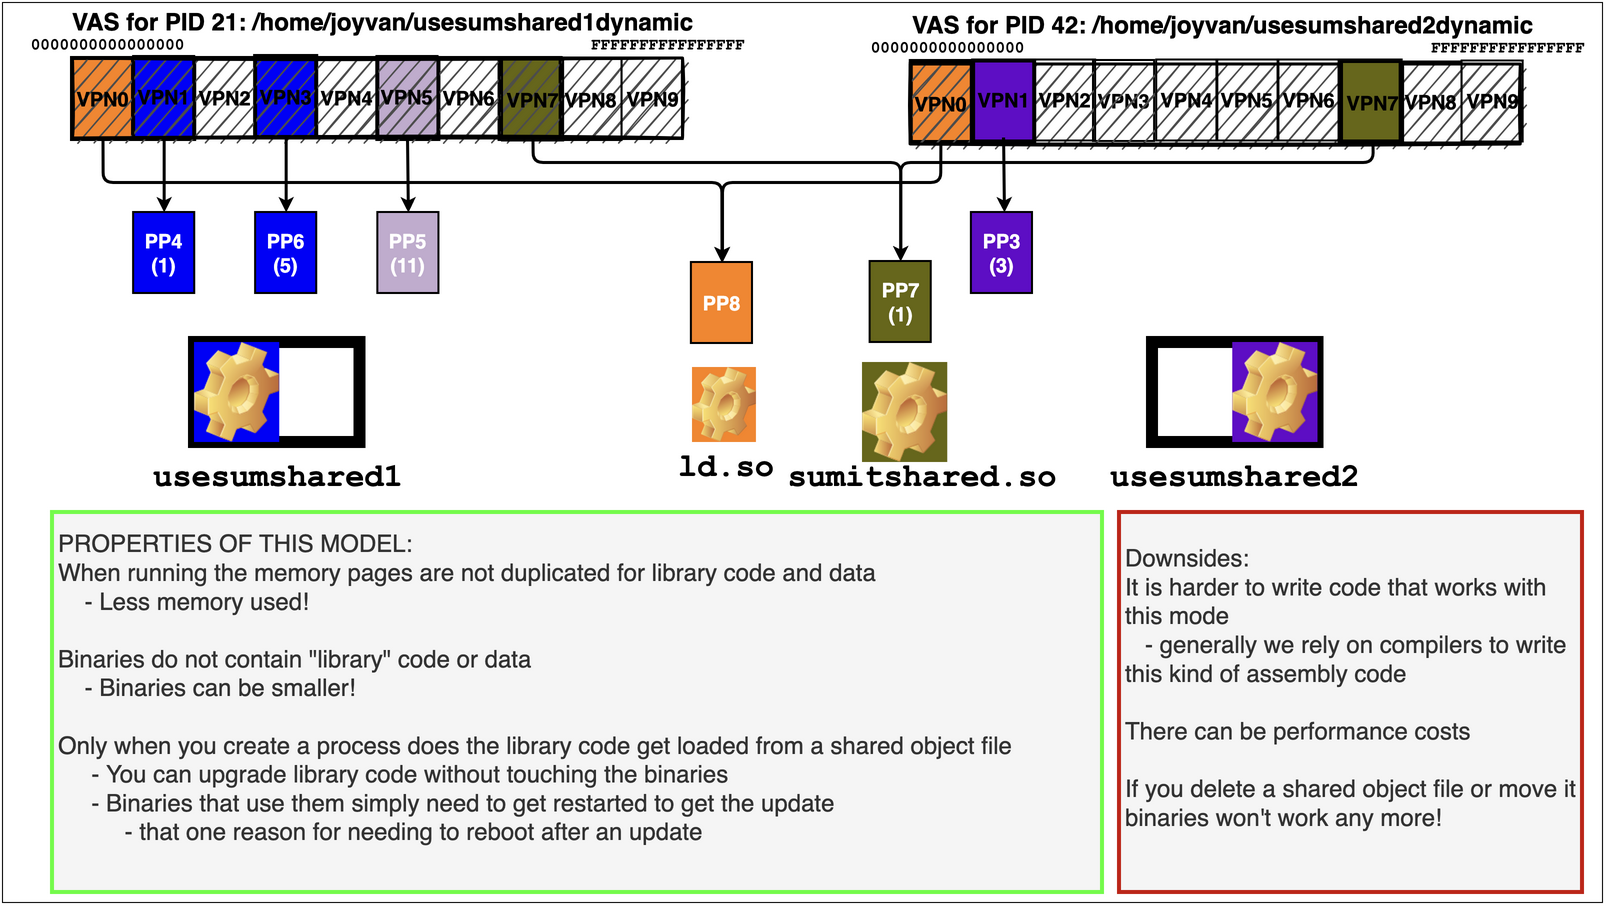 VAS for PID 21: /home/joyvan/usesumshared1dynamic
0000000000000000
FFFFFFFFFFFFFFFF
VPN0 VPN1 VPN2 VPN3 VPN4 VPN5 VPN6 VPN7 VPN8 VPN9
VAS for PID 42: /home/joyvan/usesumshared2dynamic
0000000000000000
FFFFFFFFFFFFFFFF
VPN0 VPN1 VPN2 VPN3 VPN4 VPN5 VPN6 VPN7 VPN8 VPN9
PP4
(1)
PP6
(5)
PP5
(11)
PP8
PP7
(1)
PP3
(3)
usesumshared1
ld.so
sumitshared.so
usesumshared2
PROPERTIES OF THIS MODEL:
When running the memory pages are not duplicated for library code and data
- Less memory used!
Binaries do not contain "library" code or data
- Binaries can be smaller!
Only when you create a process does the library code get loaded from a shared object file
- You can upgrade library code without touching the binaries
- Binaries that use them simply need to get restarted to get the update
- that one reason for needing to reboot after an update
Downsides:
It is harder to write code that works with
this mode
- generally we rely on compilers to write
this kind of assembly code
There can be performance costs
If you delete a shared object file or move it
binaries won't work any more!